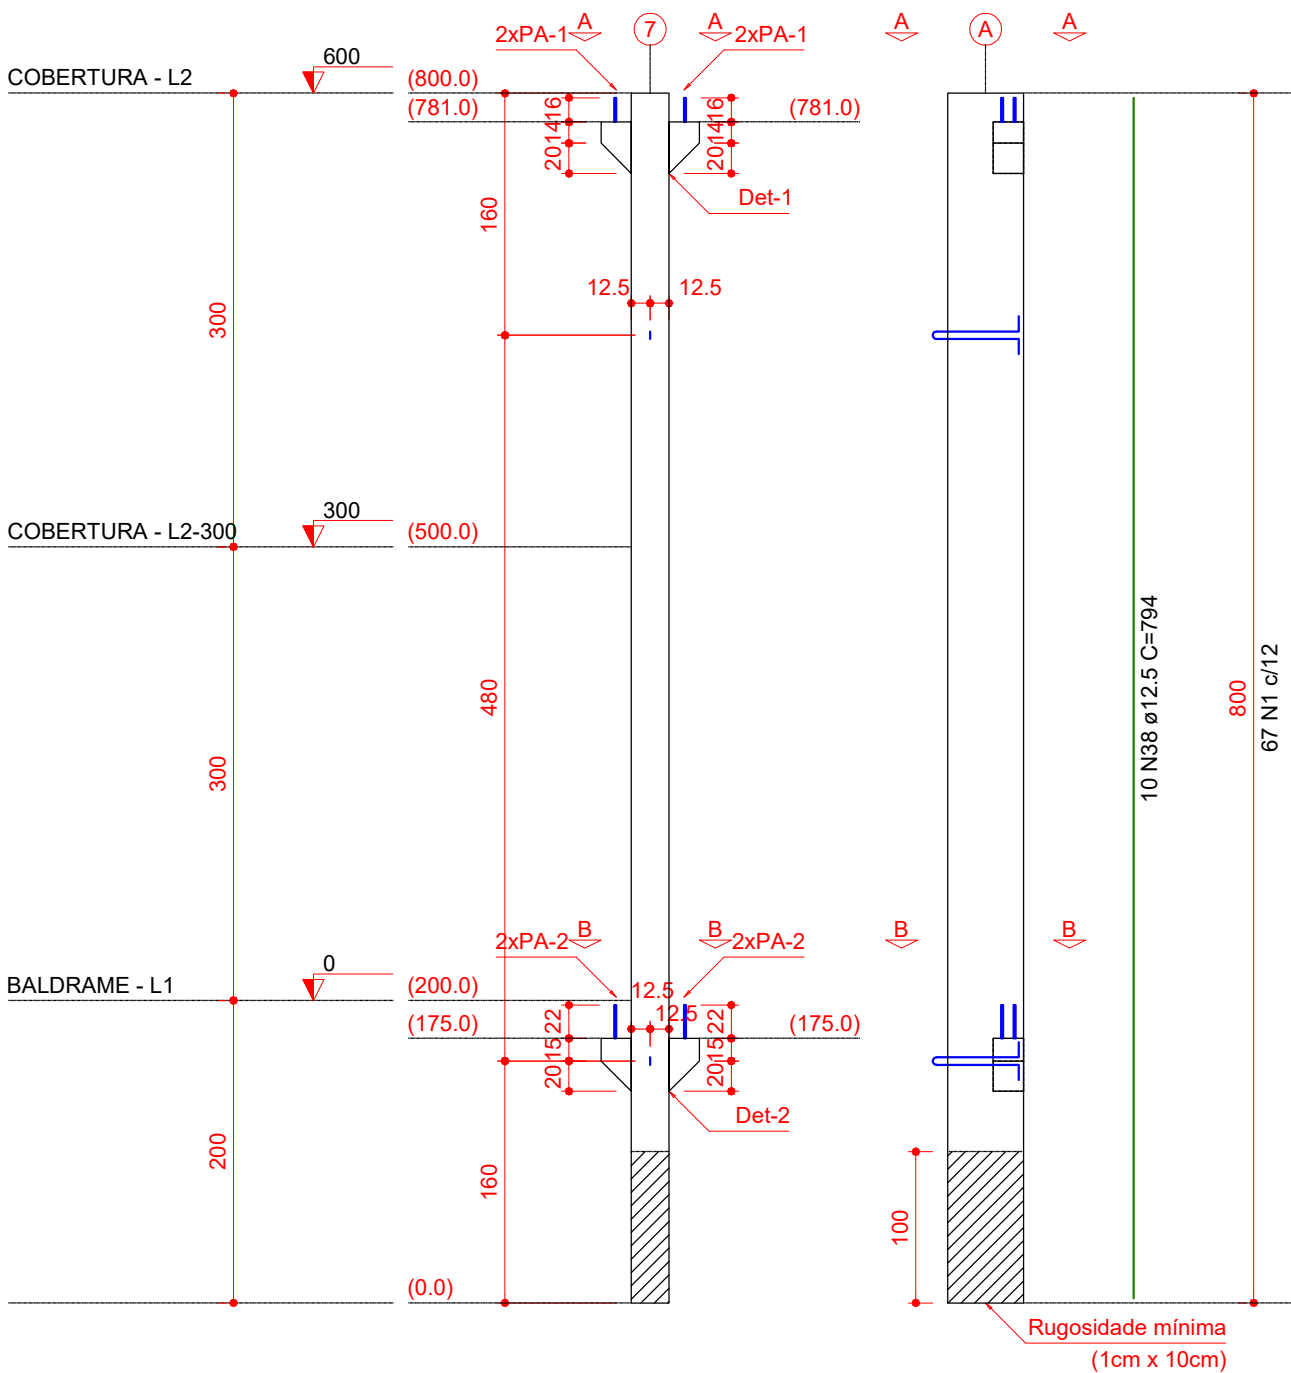 A
7
A
A
A
A
2xPA-1
2xPA-1
600
COBERTURA - L2
(800.0)
(781.0)
16
14
20
16
14
20
(781.0)
Det-1
160
12.5
12.5
300
300
COBERTURA - L2-300
(500.0)
10 N38 ø12.5 C=794
800
67 N1 c/12
480
300
B
B
B
B
2xPA-2
2xPA-2
0
BALDRAME - L1
(200.0)
12.5
12.5
(175.0)
22
15
20
22
15
20
(175.0)
Det-2
200
160
100
(0.0)
Rugosidade mínima
(1cm x 10cm)